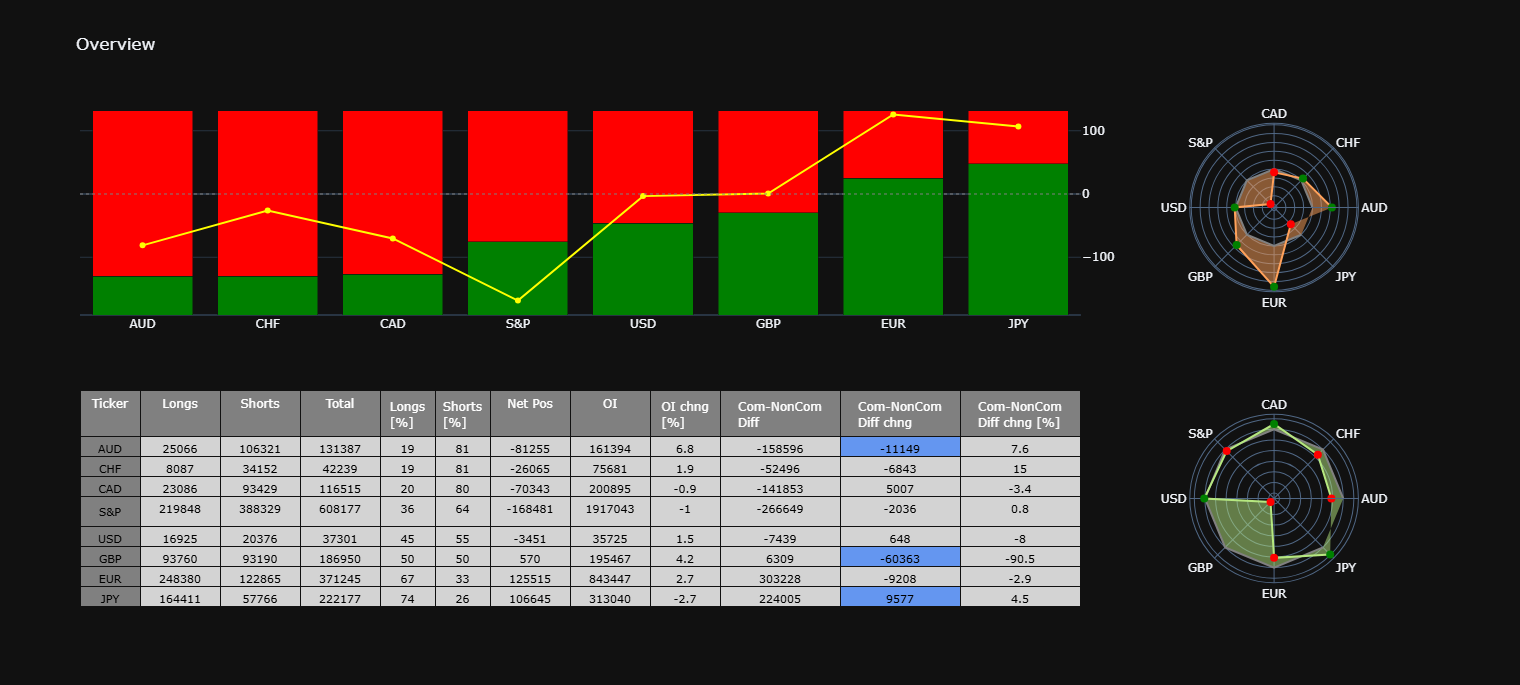 Overview
100
0
−100
AUD CHF CAD S&P USD GBP EUR JPY
CAD
S&P CHF
USD AUD
GBP JPY
EUR
Ticker Longs Shorts Total Longs [%] Shorts [%] Net Pos OI OI chng [%] Com-NonCom Diff Com-NonCom Diff chng Com-NonCom Diff chng [%]
AUD 25066 106321 131387 19 81 -81255 161394 6.8 -158596 -11149 7.6
CHF 8087 34152 42239 19 81 -26065 75681 1.9 -52496 -6843 15
CAD 23086 93429 116515 20 80 -70343 200895 -0.9 -141853 5007 -3.4
S&P 219848 388329 608177 36 64 -168481 1917043 -1 -266649 -2036 0.8
USD 16925 20376 37301 45 55 -3451 35725 1.5 -7439 648 -8
GBP 93760 93190 186950 50 50 570 195467 4.2 6309 -60363 -90.5
EUR 248380 122865 371245 67 33 125515 843447 2.7 303228 -9208 -2.9
JPY 164411 57766 222177 74 26 106645 313040 -2.7 224005 9577 4.5
CAD
S&P CHF
USD AUD
GBP JPY
EUR